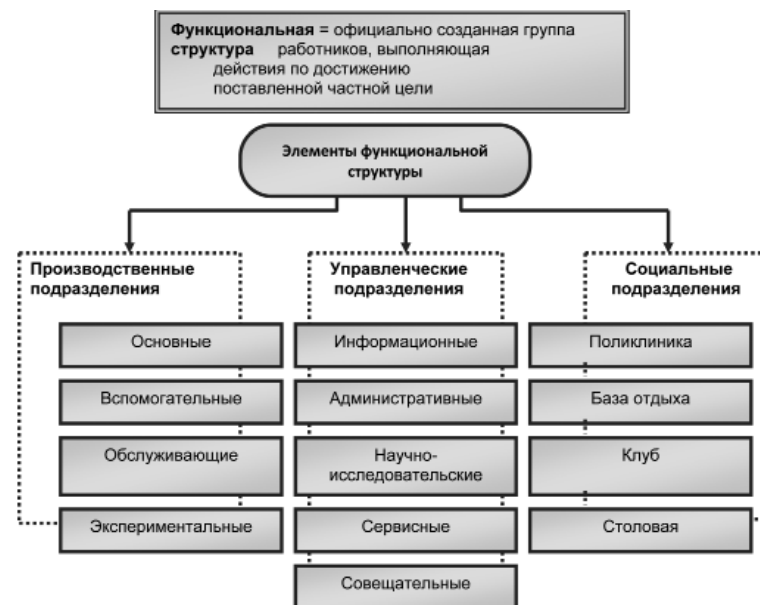 Функциональная = официально созданная группа
структура работников, выполняющая
действия по достижению
поставленной частной цели
Элементы функциональной
структуры
Производственные
подразделения
Основные
Вспомогательные
Обслуживающие
Экспериментальные
Управленческие
подразделения
Информационные
Административные
Научно-
исследовательские
Сервисные
Совещательные
Социальные
подразделения
Поликлиника
База отдыха
Клуб
Столовая